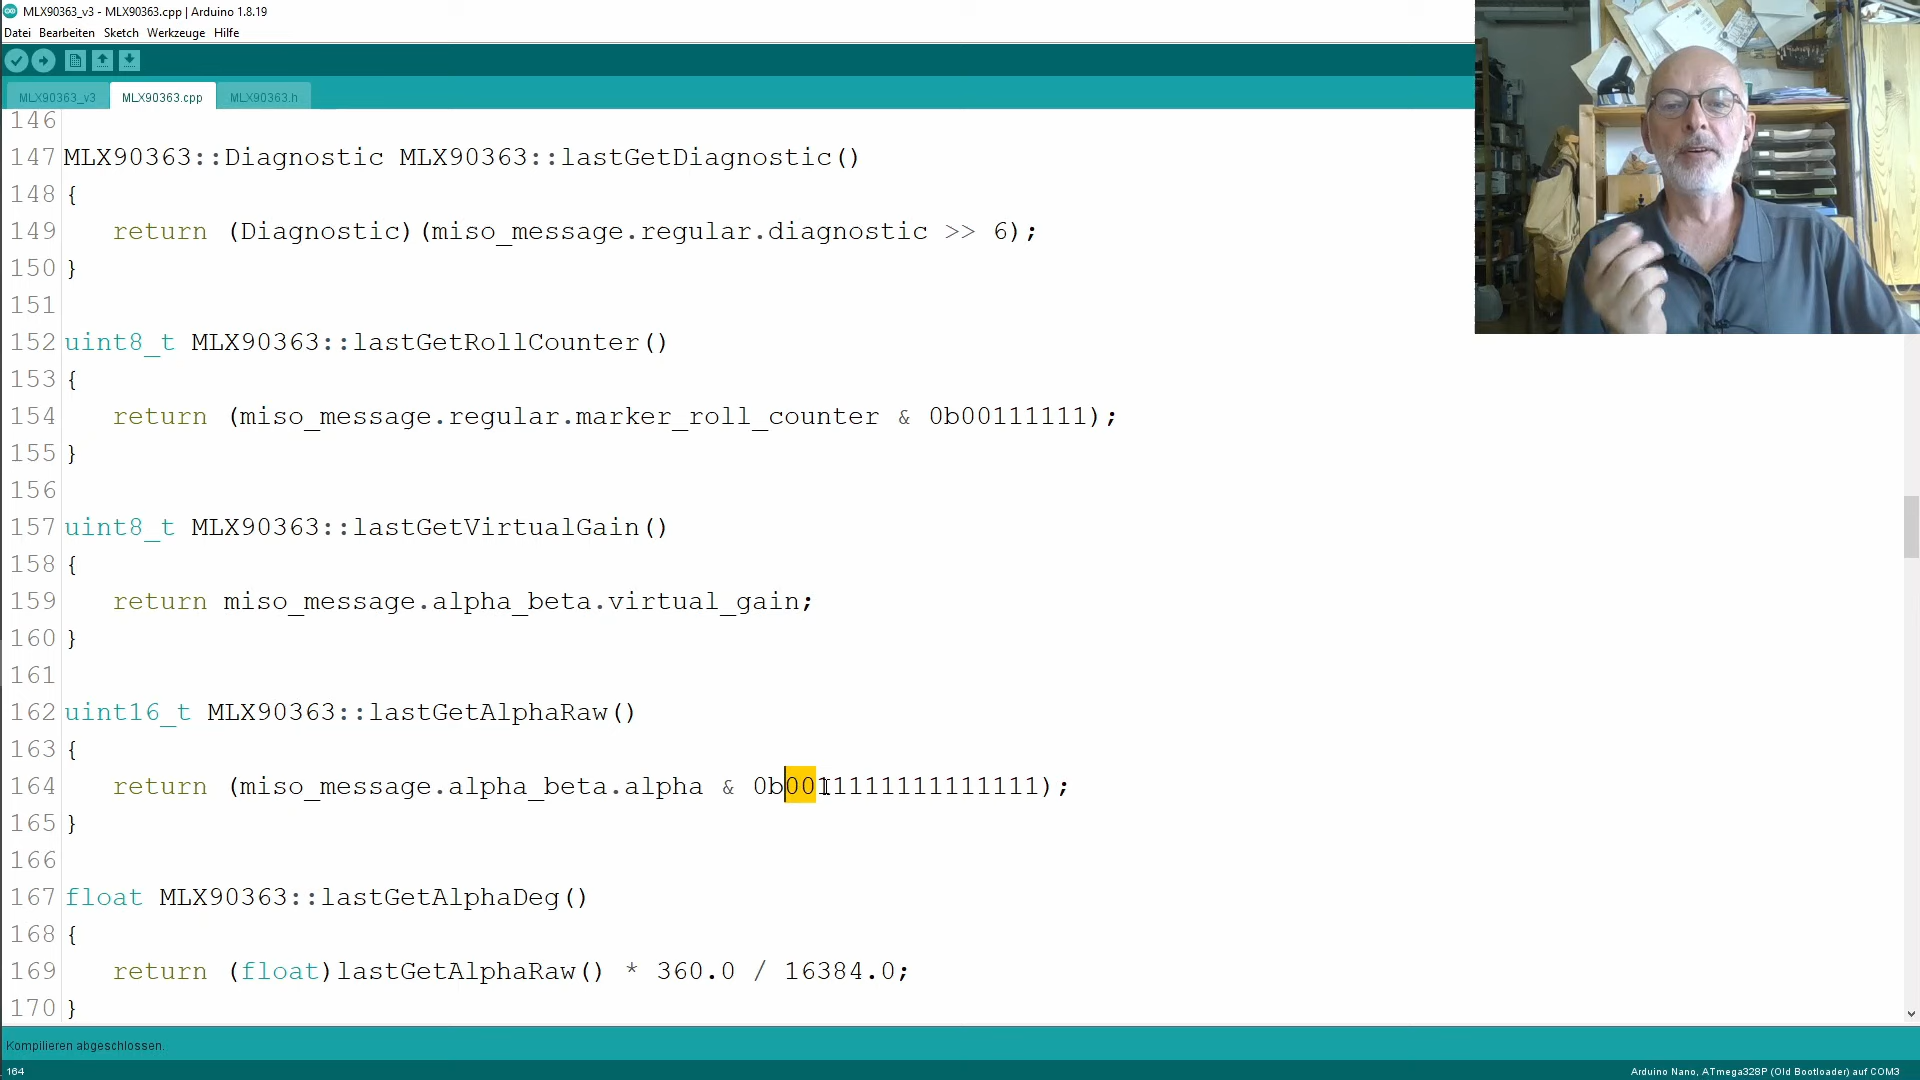 MLX90363_v3 - MLX90363.cpp | Arduino 1.8.19
Datei Bearbeiten Sketch Werkzeuge Hilfe
MLX90363_v3 MLX90363.cpp MLX90363.h
146
147 MLX90363::Diagnostic MLX90363::lastGetDiagnostic()
148 {
149 return (Diagnostic)(miso_message.regular.diagnostic >> 6);
150 }
151
152 uint8_t MLX90363::lastGetRollCounter()
153 {
154 return (miso_message.regular.marker_roll_counter & 0b00111111);
155 }
156
157 uint8_t MLX90363::lastGetVirtualGain()
158 {
159 return miso_message.alpha_beta.virtual_gain;
160 }
161
162 uint16_t MLX90363::lastGetAlphaRaw()
163 {
164 return (miso_message.alpha_beta.alpha & 0b0011111111111111);
165 }
166
167 float MLX90363::lastGetAlphaDeg()
168 {
169 return (float)lastGetAlphaRaw() * 360.0 / 16384.0;
170 }
Kompilieren abgeschlossen.
164 Arduino Nano, ATmega328P (Old Bootloader) auf COM3